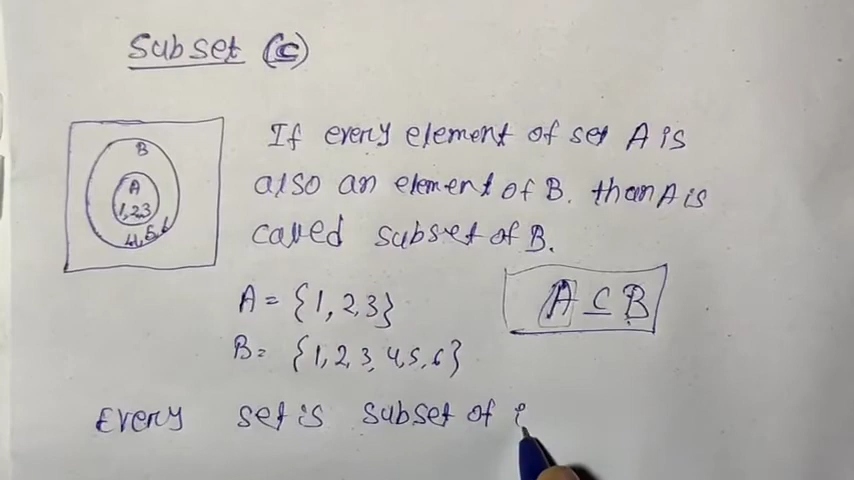 Subset (⊆)
If every element of set A is
also an element of B. than A is
called subset of B.
B
A
1,2,3
4,5,6
A = {1,2,3}
A ⊆ B
B = {1,2,3,4,5,6}
Every set is subset of i